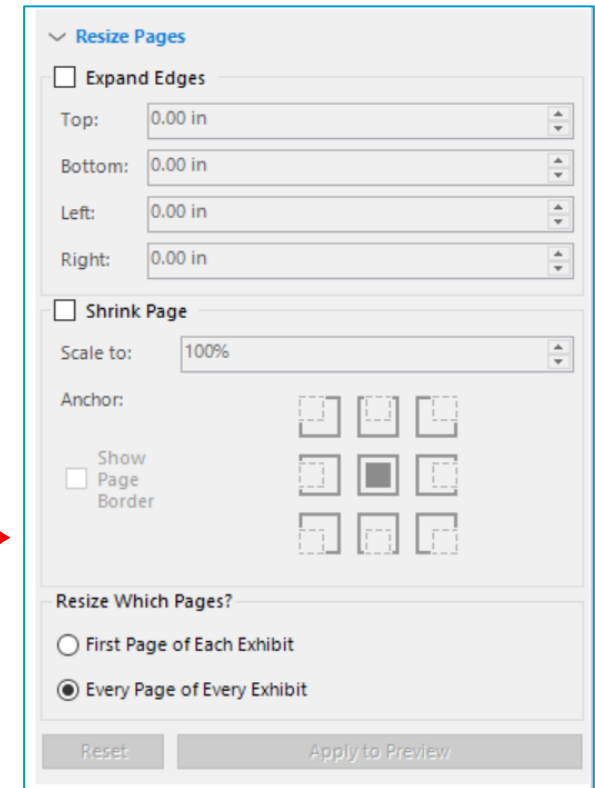 Resize Pages
Expand Edges
Top: 0.00 in
Bottom: 0.00 in
Left: 0.00 in
Right: 0.00 in
Shrink Page
Scale to: 100%
Anchor:
Show
Page
Border
Resize Which Pages?
First Page of Each Exhibit
Every Page of Every Exhibit
Reset Apply to Preview